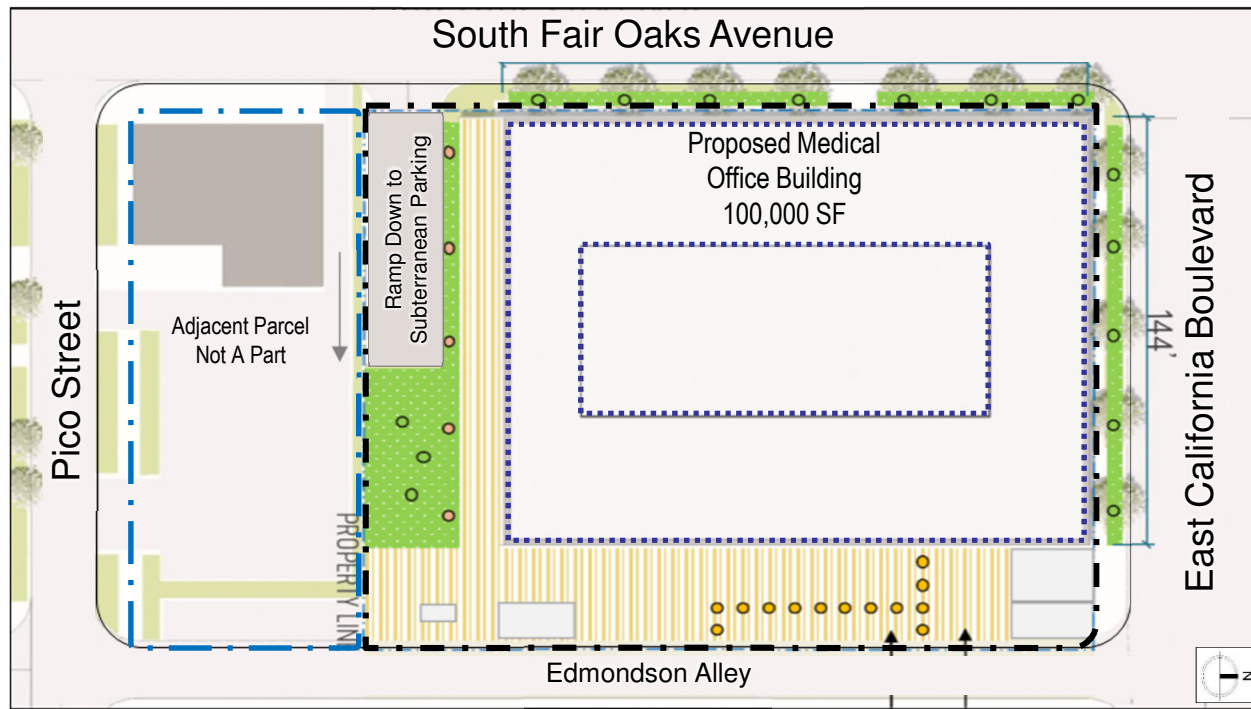 South Fair Oaks Avenue
Proposed Medical
Office Building
100,000 SF
Ramp Down to
Subterranean Parking
Adjacent Parcel
Not A Part
Pico Street
144'
East California Boulevard
PROPERTY LIN
Edmondson Alley
N